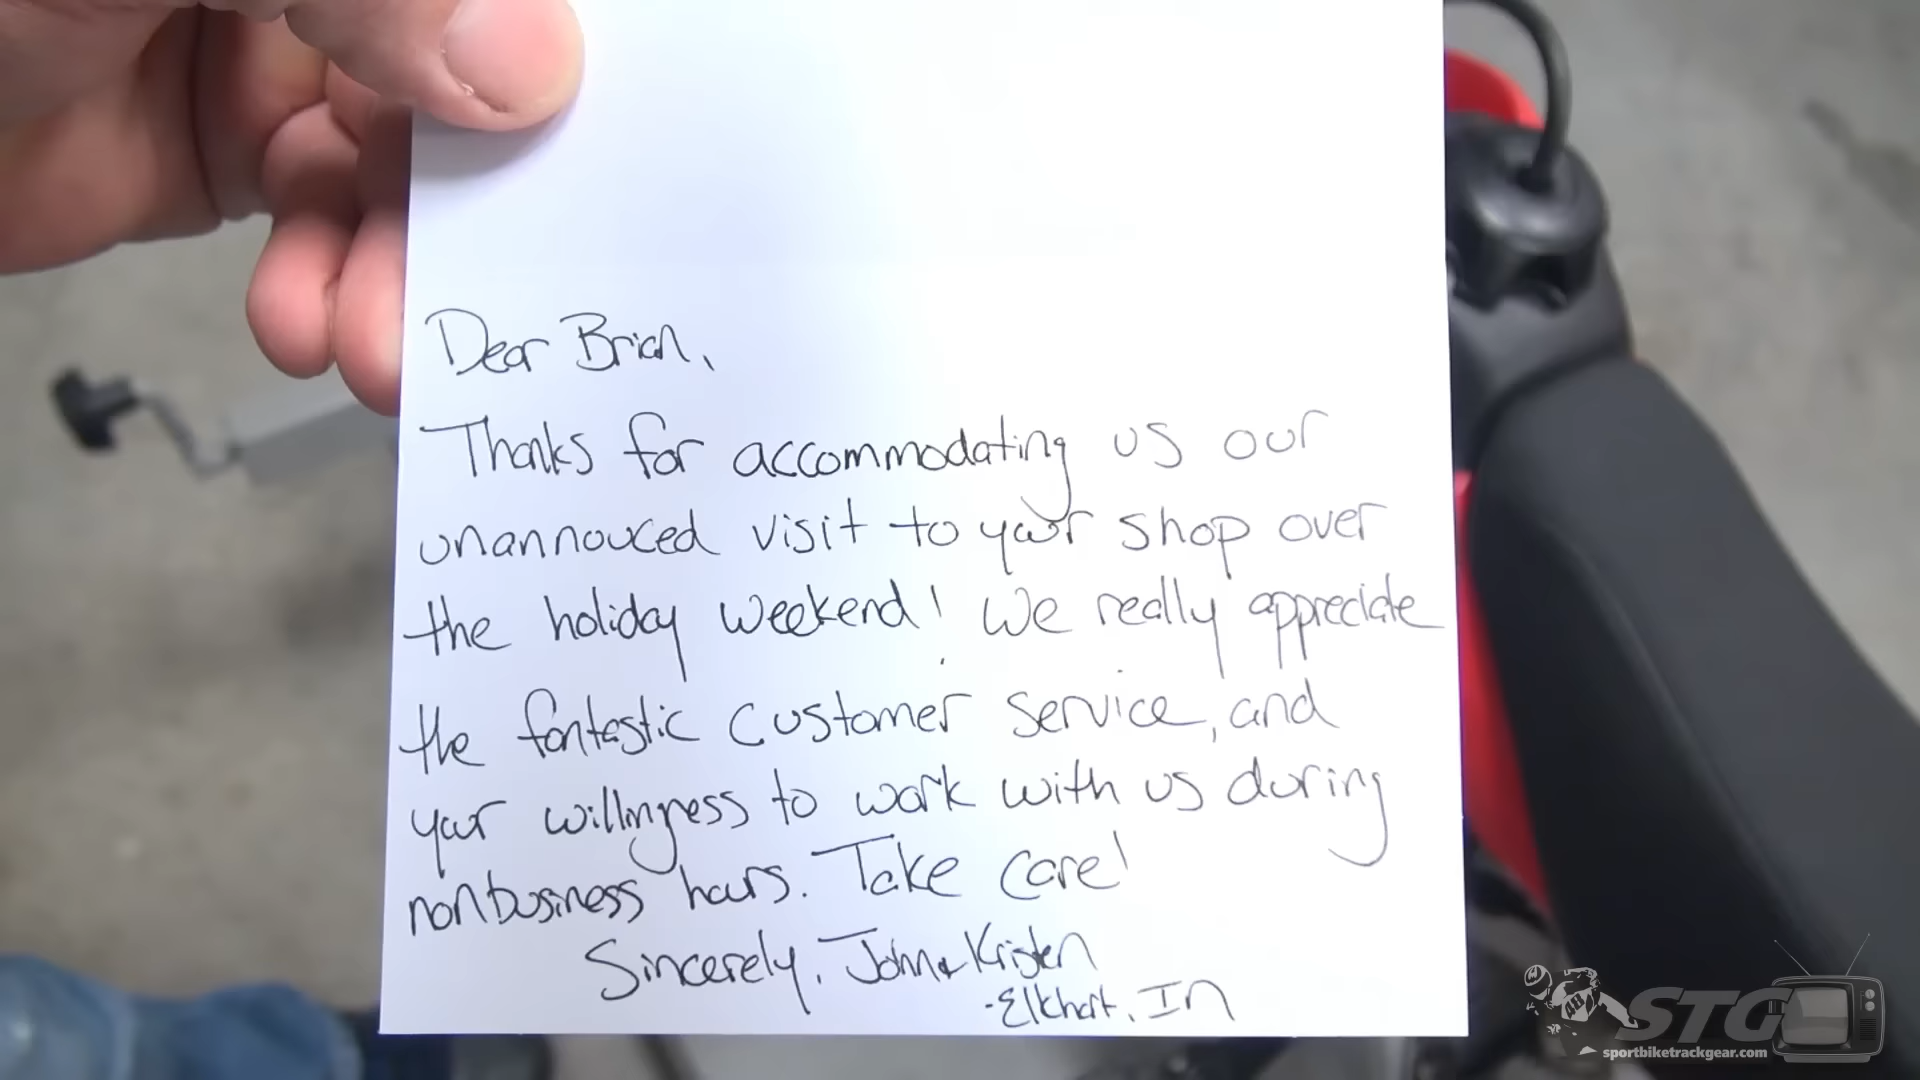 Dear Brian,
Thanks for accommodating us our
unannouced visit to your shop over
the holiday weekend! We really appreciate
the fantastic customer service, and
your willingness to work with us during
nonbusiness hours. Take care!
Sincerely, John & Kristen
-Elkhart, In
STG
sportbiketrackgear.com